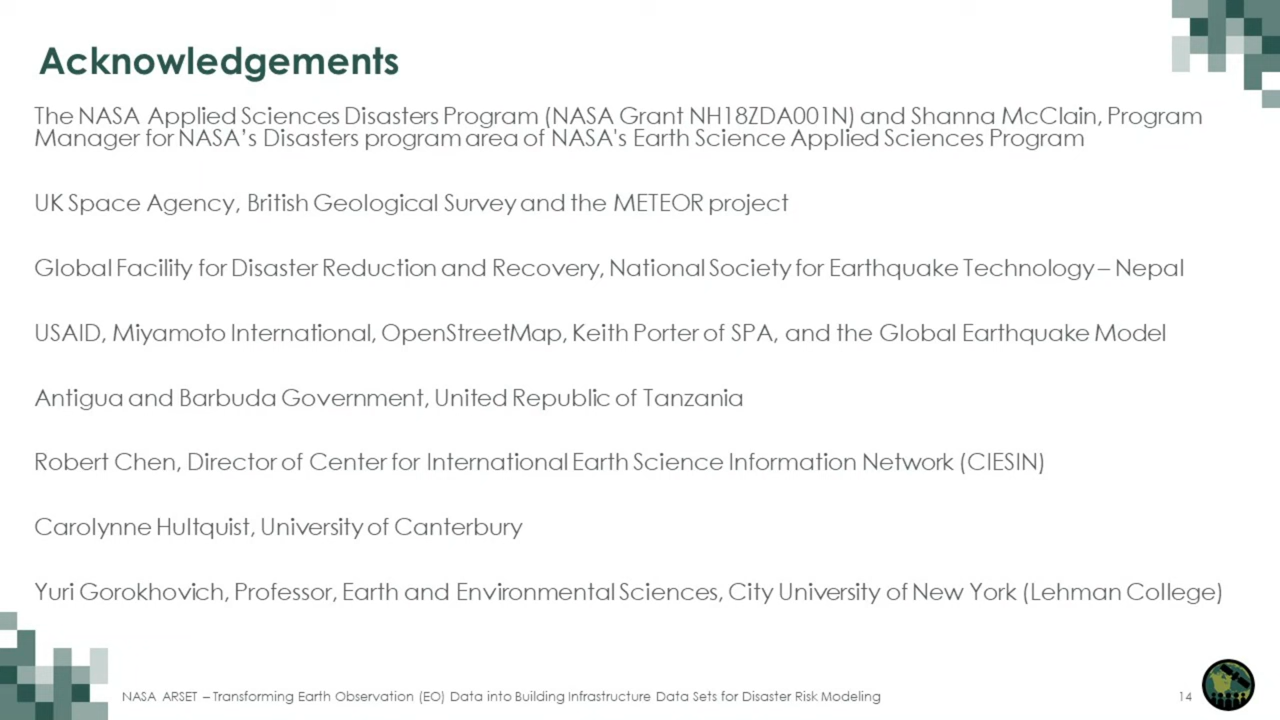 Acknowledgements
The NASA Applied Sciences Disasters Program (NASA Grant NH18ZDA001N) and Shanna McClain, Program
Manager for NASA’s Disasters program area of NASA's Earth Science Applied Sciences Program
UK Space Agency, British Geological Survey and the METEOR project
Global Facility for Disaster Reduction and Recovery, National Society for Earthquake Technology – Nepal
USAID, Miyamoto International, OpenStreetMap, Keith Porter of SPA, and the Global Earthquake Model
Antigua and Barbuda Government, United Republic of Tanzania
Robert Chen, Director of Center for International Earth Science Information Network (CIESIN)
Carolynne Hultquist, University of Canterbury
Yuri Gorokhovich, Professor, Earth and Environmental Sciences, City University of New York (Lehman College)
NASA ARSET – Transforming Earth Observation (EO) Data into Building Infrastructure Data Sets for Disaster Risk Modeling
14